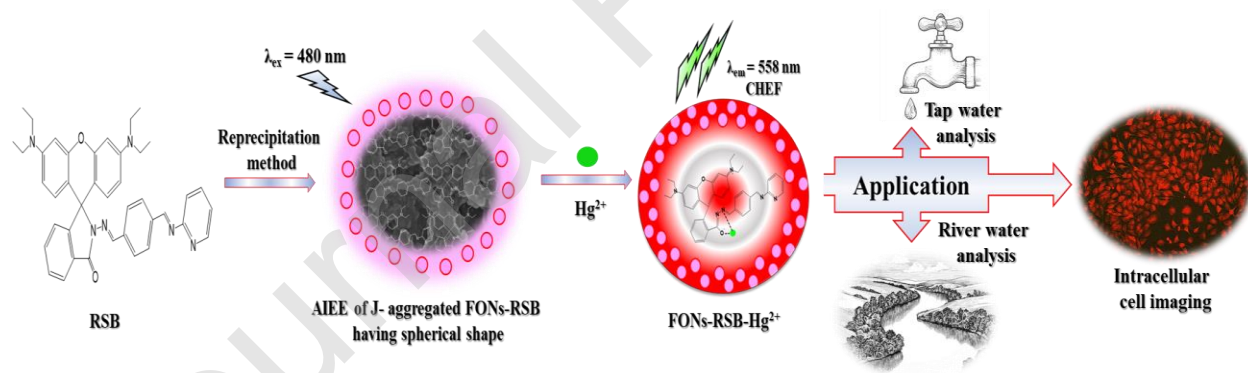 λex = 480 nm
RSB
Reprecipitation
method
AIEE of J- aggregated FONs-RSB
having spherical shape
Hg2+
λem = 558 nm
CHEF
FONs-RSB-Hg2+
Tap water
analysis
Application
River water
analysis
Intracellular
cell imaging